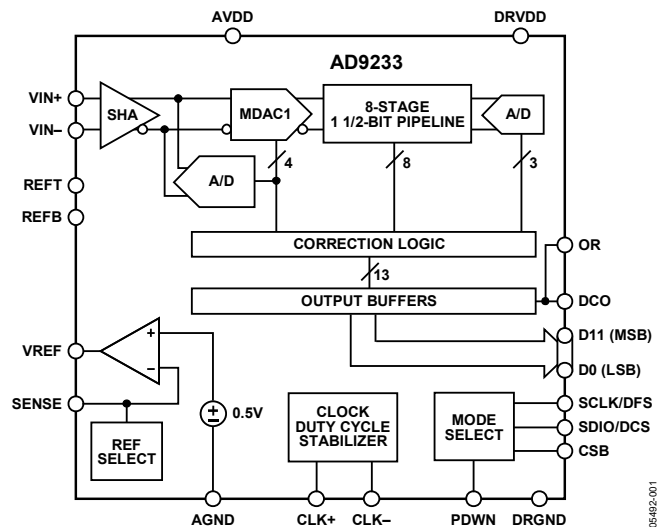 AVDD
DRVDD
AD9233
VIN+
VIN–
SHA
MDAC1
8-STAGE
1 1/2-BIT PIPELINE
A/D
4
8
3
A/D
REFT
REFB
CORRECTION LOGIC
OR
13
OUTPUT BUFFERS
DCO
D11 (MSB)
D0 (LSB)
VREF
+
–
SENSE
0.5V
REF
SELECT
CLOCK
DUTY CYCLE
STABILIZER
MODE
SELECT
SCLK/DFS
SDIO/DCS
CSB
AGND
CLK+
CLK–
PDWN
DRGND
05492-001